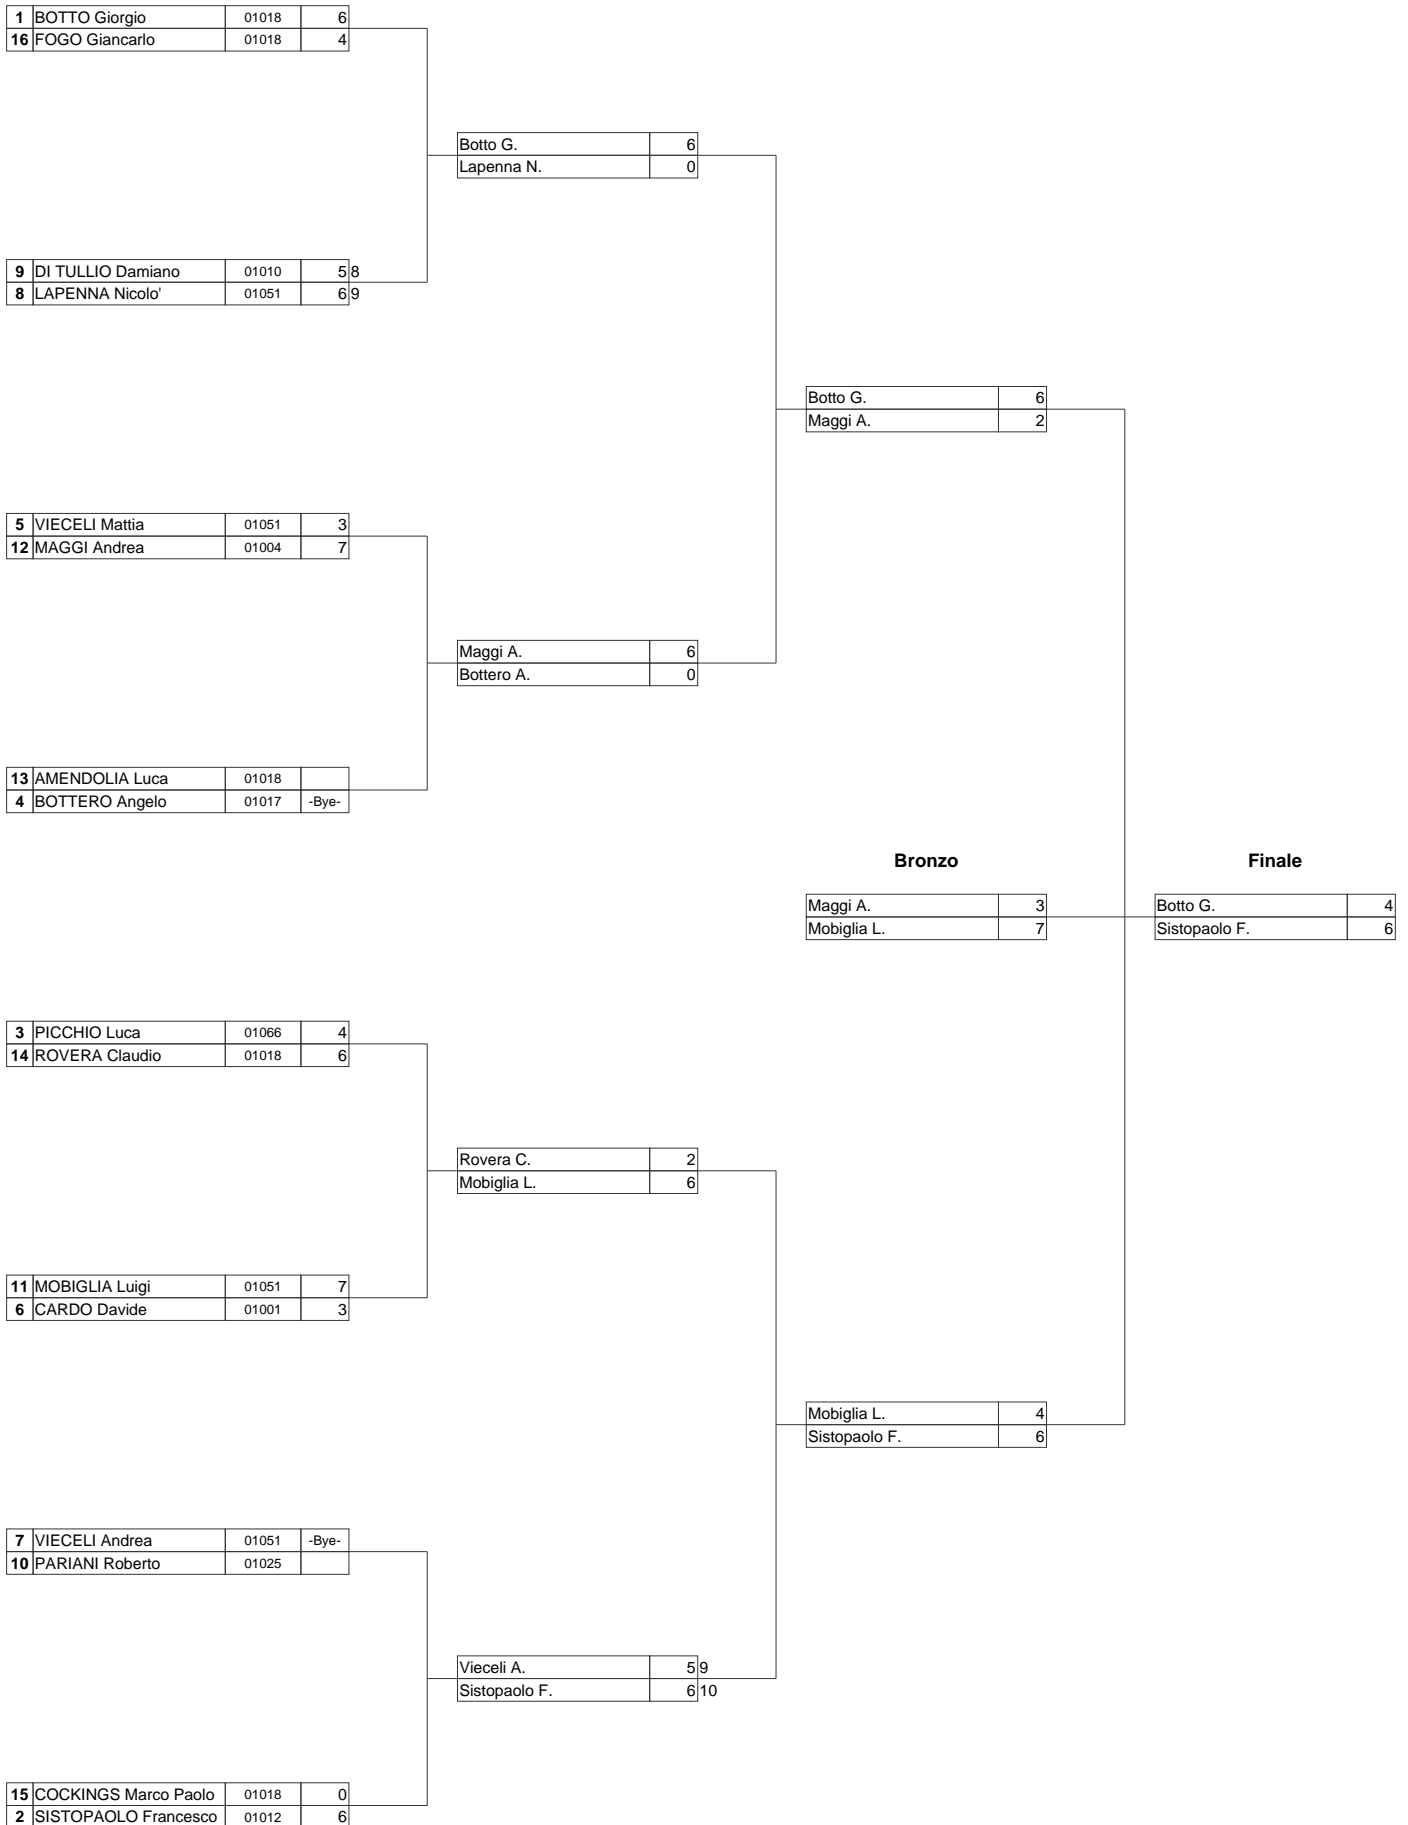 1 BOTTO Giorgio 01018 6
16 FOGO Giancarlo 01018 4
Botto G. 6
Lapenna N. 0
9 DI TULLIO Damiano 01010 5 8
8 LAPENNA Nicolo' 01051 6 9
Botto G. 6
Maggi A. 2
5 VIECELI Mattia 01051 3
12 MAGGI Andrea 01004 7
Maggi A. 6
Bottero A. 0
13 AMENDOLIA Luca 01018
4 BOTTERO Angelo 01017 -Bye-
Bronzo Finale
Maggi A. 3 Botto G. 4
Mobiglia L. 7 Sistopaolo F. 6
3 PICCHIO Luca 01066 4
14 ROVERA Claudio 01018 6
Rovera C. 2
Mobiglia L. 6
11 MOBIGLIA Luigi 01051 7
6 CARDO Davide 01001 3
Mobiglia L. 4
Sistopaolo F. 6
7 VIECELI Andrea 01051 -Bye-
10 PARIANI Roberto 01025
Vieceli A. 5 9
Sistopaolo F. 6 10
15 COCKINGS Marco Paolo 01018 0
2 SISTOPAOLO Francesco 01012 6